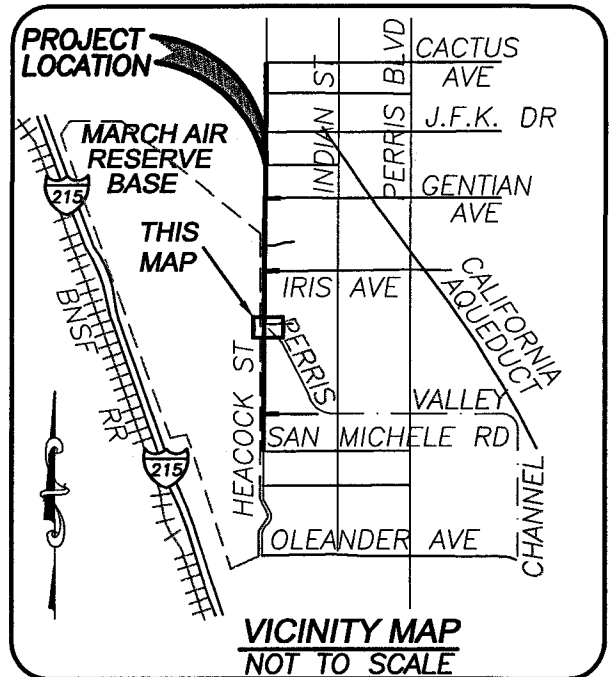 PROJECT
LOCATION
CACTUS
AVE
INDIAN ST
PERRIS BLVD
J.F.K. DR
MARCH AIR
RESERVE
BASE
215
GENTIAN
AVE
THIS
MAP
IRIS AVE
CALIFORNIA
AQUEDUCT
BNSF
RR
PERRIS
VALLEY
CHANNEL
HEACOCK ST
SAN MICHELE RD
215
OLEANDER AVE
VICINITY MAP
NOT TO SCALE